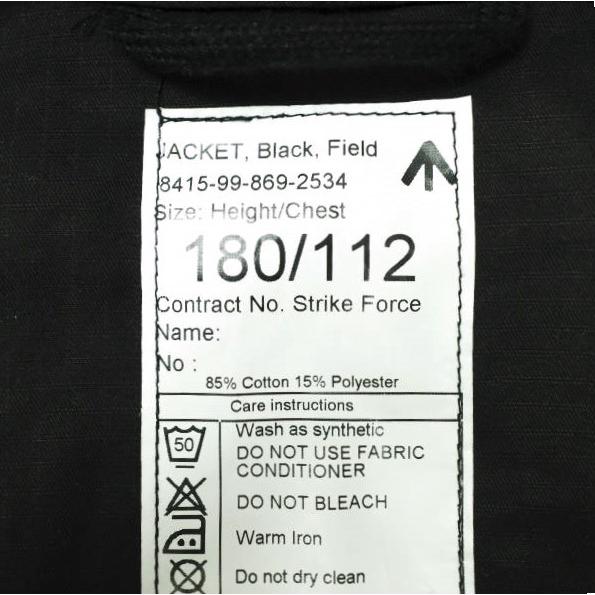 JACKET, Black, Field
8415-99-869-2534
Size: Height/Chest
180/112
Contract No. Strike Force
Name:
No :
85% Cotton 15% Polyester
Care instructions
50
Wash as synthetic
DO NOT USE FABRIC
CONDITIONER
DO NOT BLEACH
Warm Iron
Do not dry clean